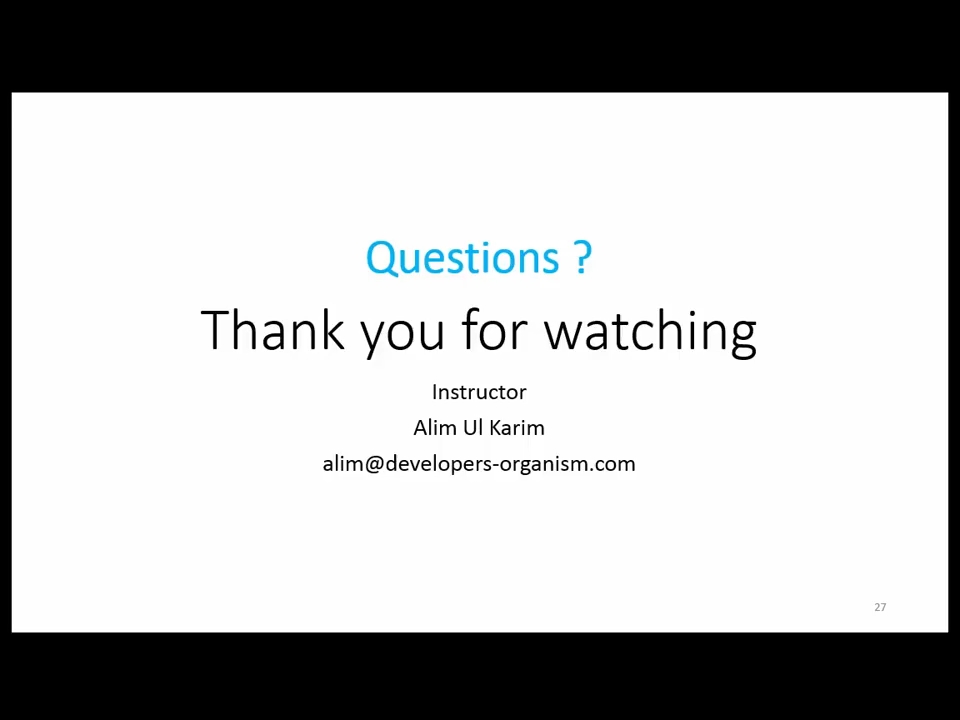 Questions ?
Thank you for watching
Instructor
Alim Ul Karim
alim@developers-organism.com
27